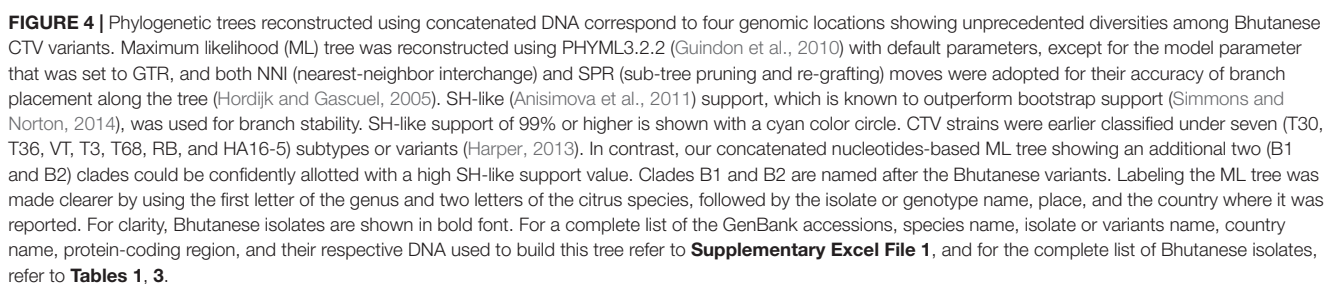 FIGURE 4 | Phylogenetic trees reconstructed using concatenated DNA correspond to four genomic locations showing unprecedented diversities among Bhutanese
CTV variants. Maximum likelihood (ML) tree was reconstructed using PHYML3.2.2 (Guindon et al., 2010) with default parameters, except for the model parameter
that was set to GTR, and both NNI (nearest-neighbor interchange) and SPR (sub-tree pruning and re-grafting) moves were adopted for their accuracy of branch
placement along the tree (Hordijk and Gascuel, 2005). SH-like (Anisimova et al., 2011) support, which is known to outperform bootstrap support (Simmons and
Norton, 2014), was used for branch stability. SH-like support of 99% or higher is shown with a cyan color circle. CTV strains were earlier classified under seven (T30,
T36, VT, T3, T68, RB, and HA16-5) subtypes or variants (Harper, 2013). In contrast, our concatenated nucleotides-based ML tree showing an additional two (B1
and B2) clades could be confidently allotted with a high SH-like support value. Clades B1 and B2 are named after the Bhutanese variants. Labeling the ML tree was
made clearer by using the first letter of the genus and two letters of the citrus species, followed by the isolate or genotype name, place, and the country where it was
reported. For clarity, Bhutanese isolates are shown in bold font. For a complete list of the GenBank accessions, species name, isolate or variants name, country
name, protein-coding region, and their respective DNA used to build this tree refer to Supplementary Excel File 1, and for the complete list of Bhutanese isolates,
refer to Tables 1, 3.